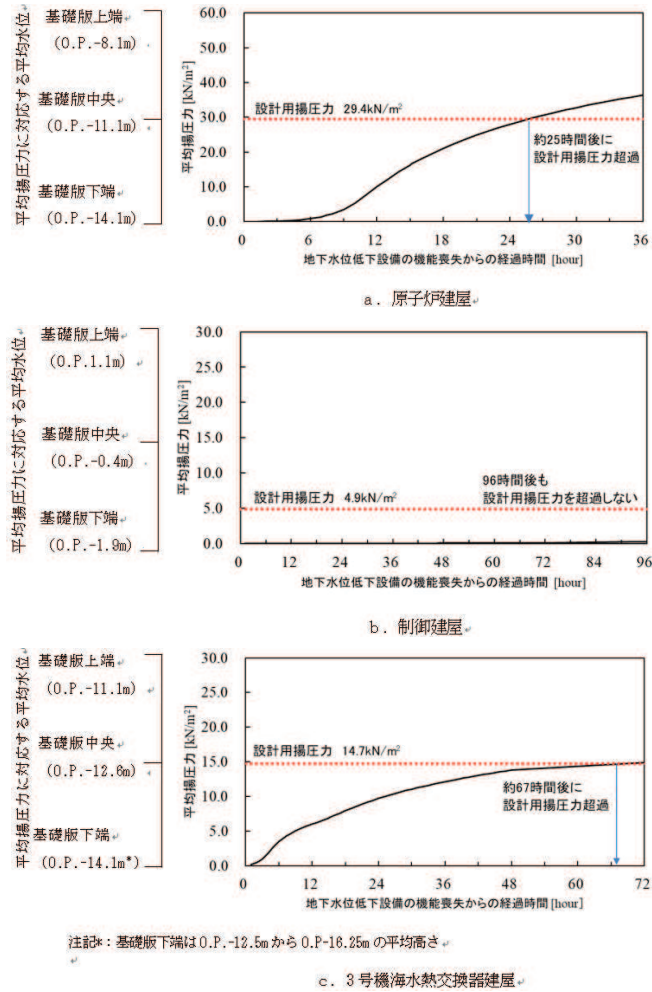 平均揚圧力に対応する平均水位
基礎版上端
(O.P.-8.1m)
基礎版中央
(O.P.-11.1m)
基礎版下端
(O.P.-14.1m)
平均揚圧力 [kN/m²]
60.0
50.0
40.0
30.0
20.0
10.0
0.0
設計用揚圧力 29.4kN/m²
約25時間後に
設計用揚圧力超過
0 6 12 18 24 30 36
地下水位低下設備の機能喪失からの経過時間 [hour]
a. 原子炉建屋
平均揚圧力に対応する平均水位
基礎版上端
(O.P.1.1m)
基礎版中央
(O.P.-0.4m)
基礎版下端
(O.P.-1.9m)
平均揚圧力 [kN/m²]
30.0
25.0
20.0
15.0
10.0
5.0
0.0
設計用揚圧力 4.9kN/m²
96時間後も
設計用揚圧力を超過しない
0 12 24 36 48 60 72 84 96
地下水位低下設備の機能喪失からの経過時間 [hour]
b. 制御建屋
平均揚圧力に対応する平均水位
基礎版上端
(O.P.-11.1m)
基礎版中央
(O.P.-12.6m)
基礎版下端
(O.P.-14.1m*)
平均揚圧力 [kN/m²]
30.0
25.0
20.0
15.0
10.0
5.0
0.0
設計用揚圧力 14.7kN/m²
約67時間後に
設計用揚圧力超過
0 12 24 36 48 60 72
地下水位低下設備の機能喪失からの経過時間 [hour]
注記*：基礎版下端は O.P.-12.5m から O.P-16.25m の平均高さ
c. 3号機海水熱交換器建屋